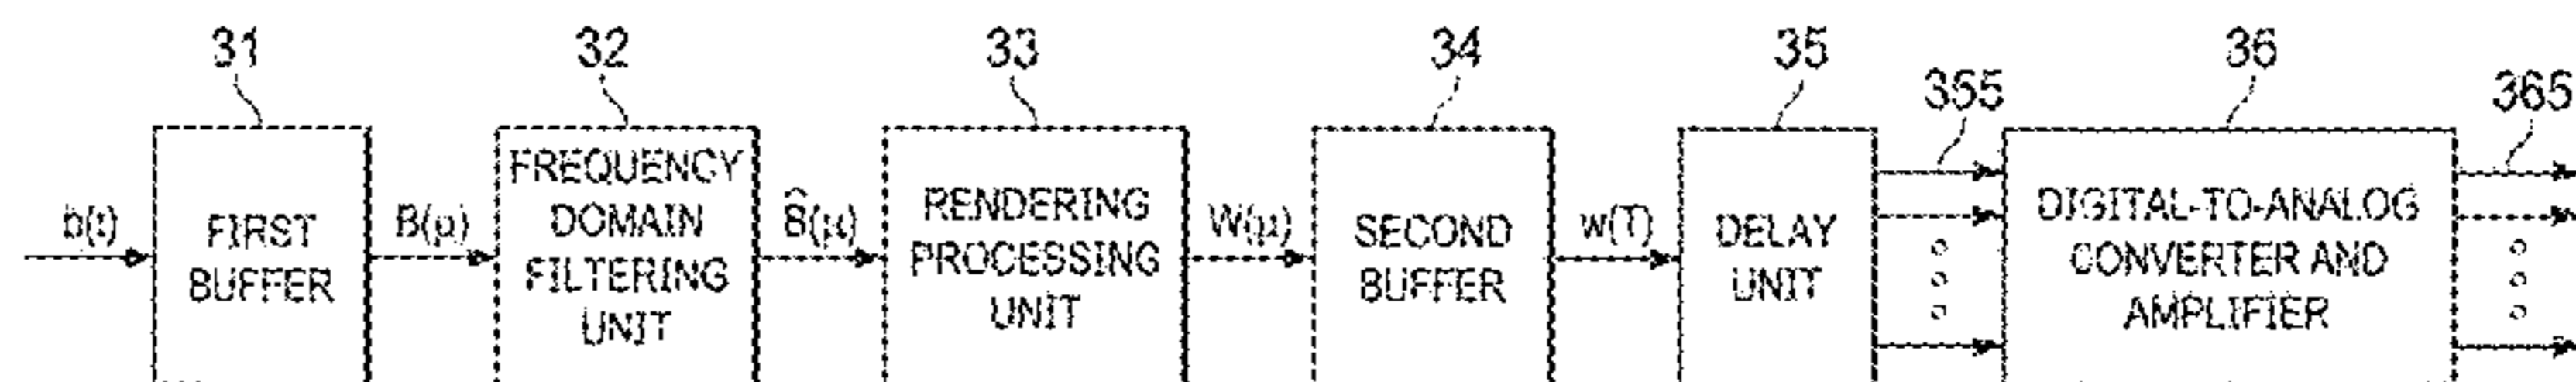 31
32
33
34
35
355
36
365
b(t)
FIRST
BUFFER
B(μ)
FREQUENCY
DOMAIN
FILTERING
UNIT
B̂(μ)
RENDERING
PROCESSING
UNIT
W(μ)
SECOND
BUFFER
w(T)
DELAY
UNIT
DIGITAL-TO-ANALOG
CONVERTER AND
AMPLIFIER